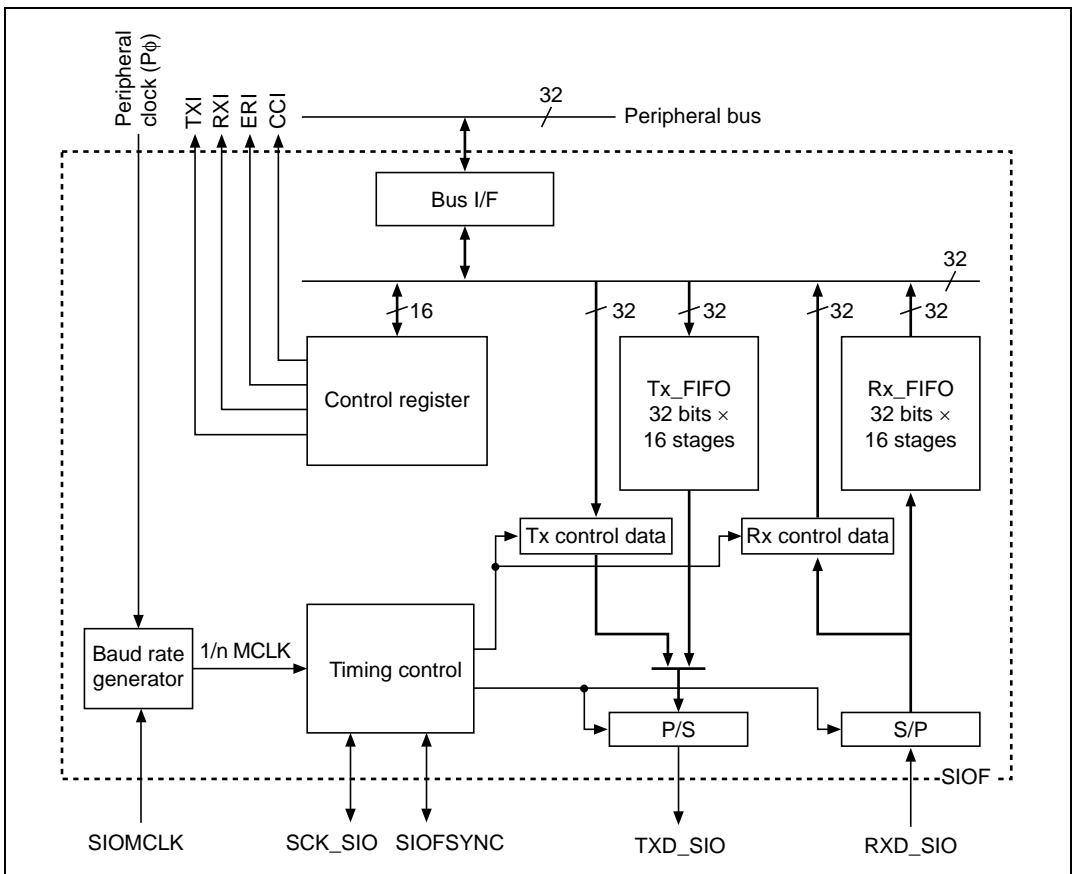 Peripheral
clock (Pϕ)
TXI
RXI
ERI
CCI
32
Peripheral bus
Bus I/F
32
16
32
32
32
32
Control register
Tx_FIFO
32 bits ×
16 stages
Rx_FIFO
32 bits ×
16 stages
Tx control data
Rx control data
Baud rate
generator
1/n MCLK
Timing control
P/S
S/P
SIOF
SIOMCLK
SCK_SIO
SIOFSYNC
TXD_SIO
RXD_SIO